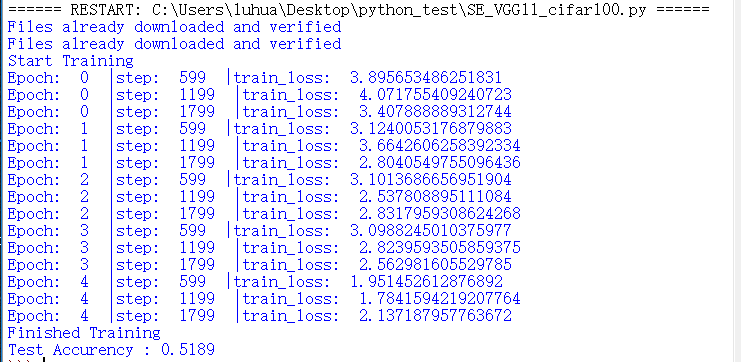 ====== RESTART: C:\Users\luhua\Desktop\python_test\SE_VGG11_cifar100.py ======
Files already downloaded and verified
Files already downloaded and verified
Start Training
Epoch:  0  |step:  599  |train_loss:  3.895653486251831
Epoch:  0  |step:  1199  |train_loss:  4.071755409240723
Epoch:  0  |step:  1799  |train_loss:  3.407888889312744
Epoch:  1  |step:  599  |train_loss:  3.1240053176879883
Epoch:  1  |step:  1199  |train_loss:  3.6642606258392334
Epoch:  1  |step:  1799  |train_loss:  2.8040549755096436
Epoch:  2  |step:  599  |train_loss:  3.1013686656951904
Epoch:  2  |step:  1199  |train_loss:  2.537808895111084
Epoch:  2  |step:  1799  |train_loss:  2.8317959308624268
Epoch:  3  |step:  599  |train_loss:  3.0988245010375977
Epoch:  3  |step:  1199  |train_loss:  2.8239593505859375
Epoch:  3  |step:  1799  |train_loss:  2.562981605529785
Epoch:  4  |step:  599  |train_loss:  1.951452612876892
Epoch:  4  |step:  1199  |train_loss:  1.7841594219207764
Epoch:  4  |step:  1799  |train_loss:  2.137187957763672
Finished Training
Test Accurency : 0.5189